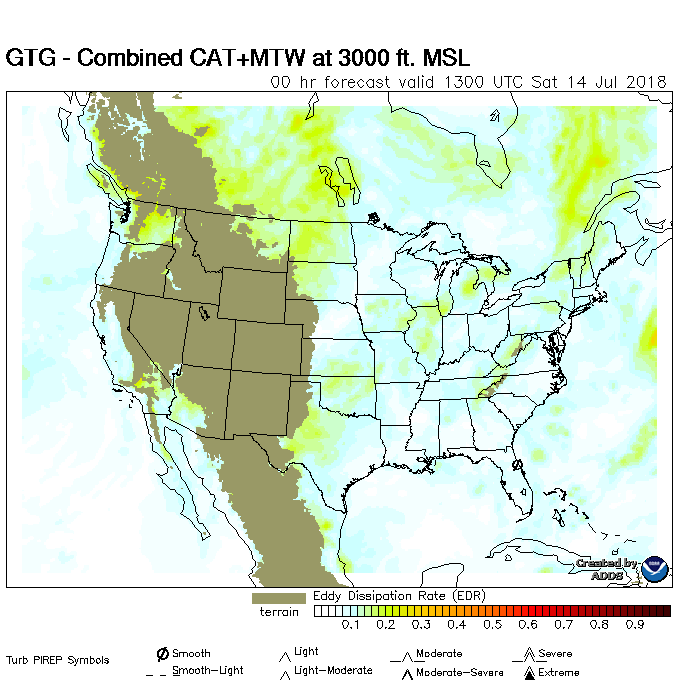 GTG - Combined CAT+MTW at 3000 ft. MSL
00 hr forecast valid 1300 UTC Sat 14 Jul 2018
Created by
ADDS
Eddy Dissipation Rate (EDR)
terrain
0.1 0.2 0.3 0.4 0.5 0.6 0.7 0.8 0.9
Turb PIREP Symbols
Smooth Light Moderate Severe
Smooth-Light Light-Moderate Moderate-Severe Extreme